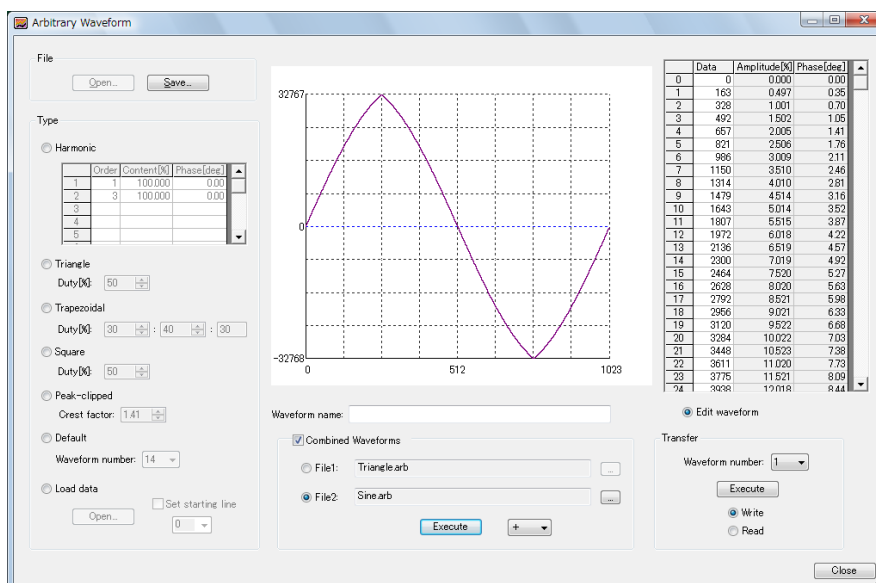 Arbitrary Waveform
File
Open...
Save...
Type
Harmonic
Order Content[%] Phase[deg]
1 1 100.000 0.00
2 3 100.000 0.00
3
4
5
Triangle
Duty[%]: 50
Trapezoidal
Duty[%]: 30 : 40 : 30
Square
Duty[%]: 50
Peak-clipped
Crest factor: 1.41
Default
Waveform number: 14
Load data
Open...
Set starting line
0
32767
0
-32768
0 512 1023
Waveform name:
Combined Waveforms
File1: Triangle.arb ...
File2: Sine.arb ...
Execute +
Data Amplitude[%] Phase[deg]
0 0 0.000 0.00
1 163 0.497 0.35
2 328 1.001 0.70
3 492 1.502 1.05
4 657 2.005 1.41
5 821 2.506 1.76
6 986 3.009 2.11
7 1150 3.510 2.46
8 1314 4.010 2.81
9 1479 4.514 3.16
10 1643 5.014 3.52
11 1807 5.515 3.87
12 1972 6.018 4.22
13 2136 6.519 4.57
14 2300 7.019 4.92
15 2464 7.520 5.27
16 2628 8.020 5.63
17 2792 8.521 5.98
18 2956 9.021 6.33
19 3120 9.522 6.68
20 3284 10.022 7.03
21 3448 10.523 7.38
22 3611 11.020 7.73
23 3775 11.521 8.09
24 3938 12.018 8.44
Edit waveform
Transfer
Waveform number: 1
Execute
Write
Read
Close